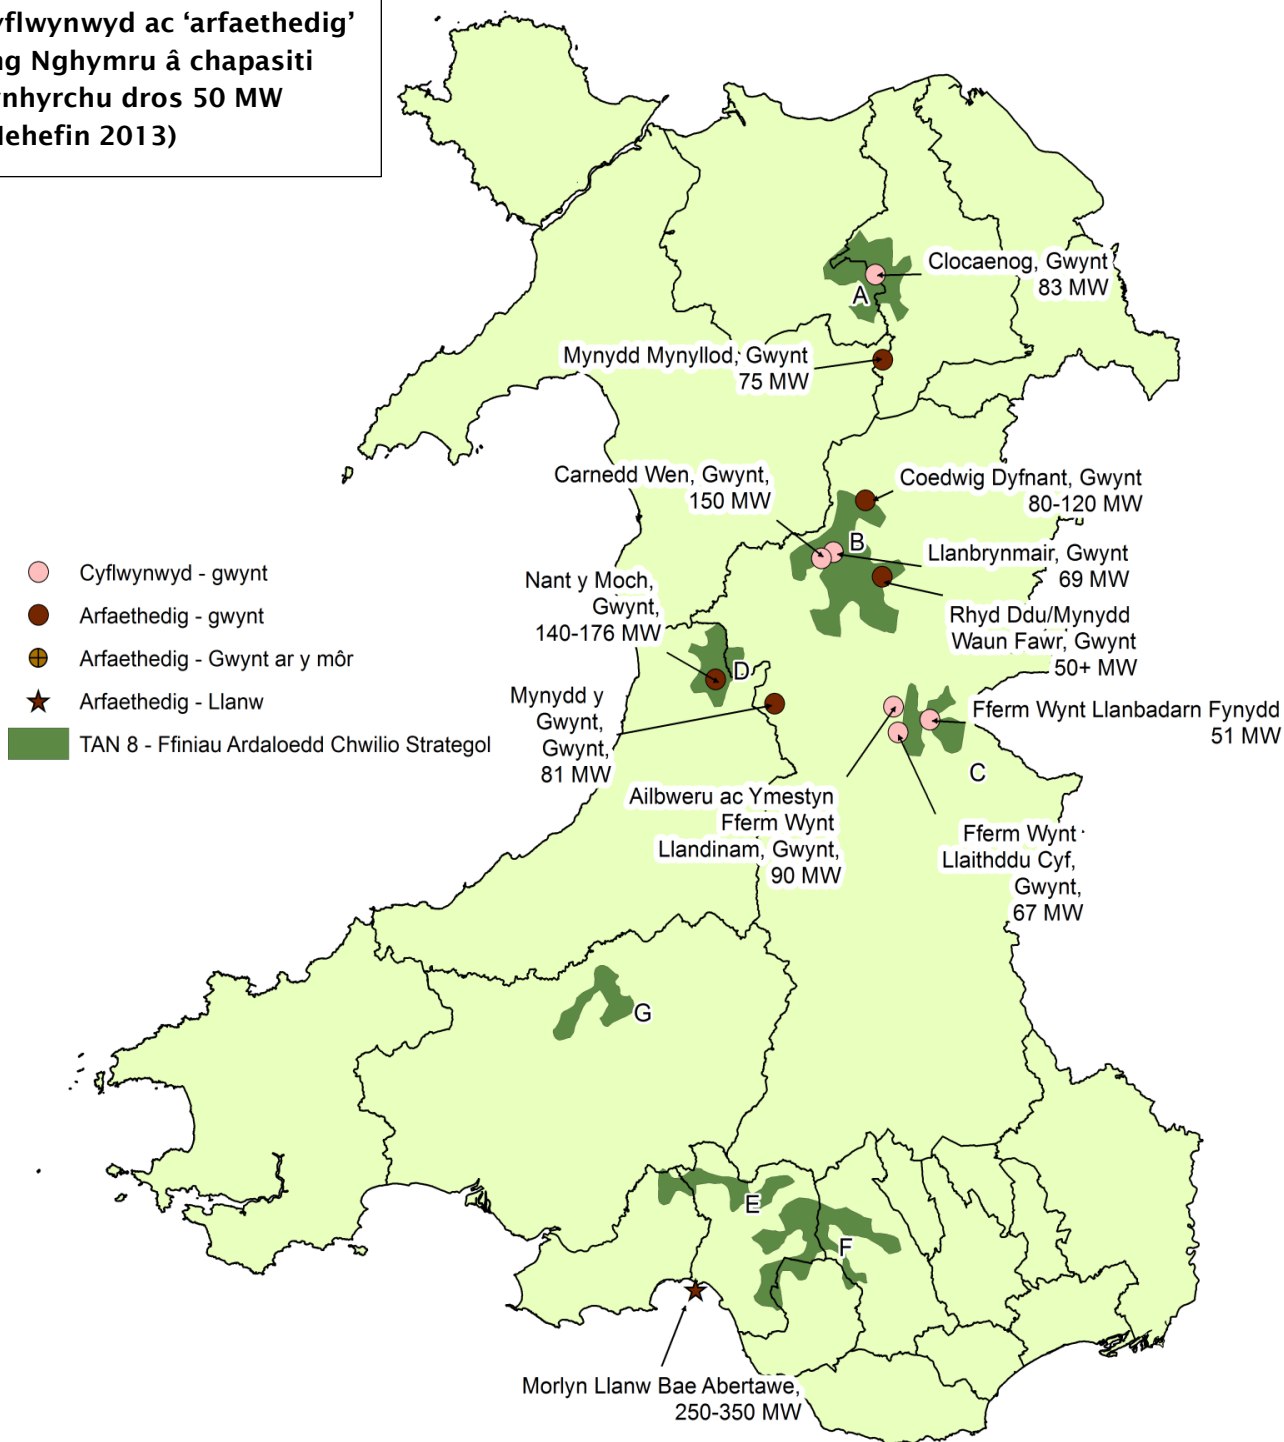 ac ‘arfaethedig’
Nghymru â chapasiti
dros 50 MW
2013)
Clocaenog, Gwynt
83 MW
A
Mynydd Mynyllod, Gwynt
75 MW
Carnedd Wen, Gwynt,
150 MW
Coedwig Dyfnant, Gwynt
80-120 MW
B
Llanbrynmair, Gwynt
69 MW
Nant y Moch,
Gwynt,
140-176 MW
Rhyd Ddu/Mynydd
Waun Fawr, Gwynt
50+ MW
D
Mynydd y
Gwynt,
Gwynt,
81 MW
Fferm Wynt Llanbadarn Fynydd
51 MW
C
Ailbweru ac Ymestyn
Fferm Wynt
Llandinam, Gwynt,
90 MW
Fferm Wynt
Llaithddu Cyf,
Gwynt,
67 MW
Cyflwynwyd - gwynt
Arfaethedig - gwynt
Arfaethedig - Gwynt ar y môr
Arfaethedig - Llanw
TAN 8 - Ffiniau Ardaloedd Chwilio Strategol
G
E
F
Morlyn Llanw Bae Abertawe,
250-350 MW